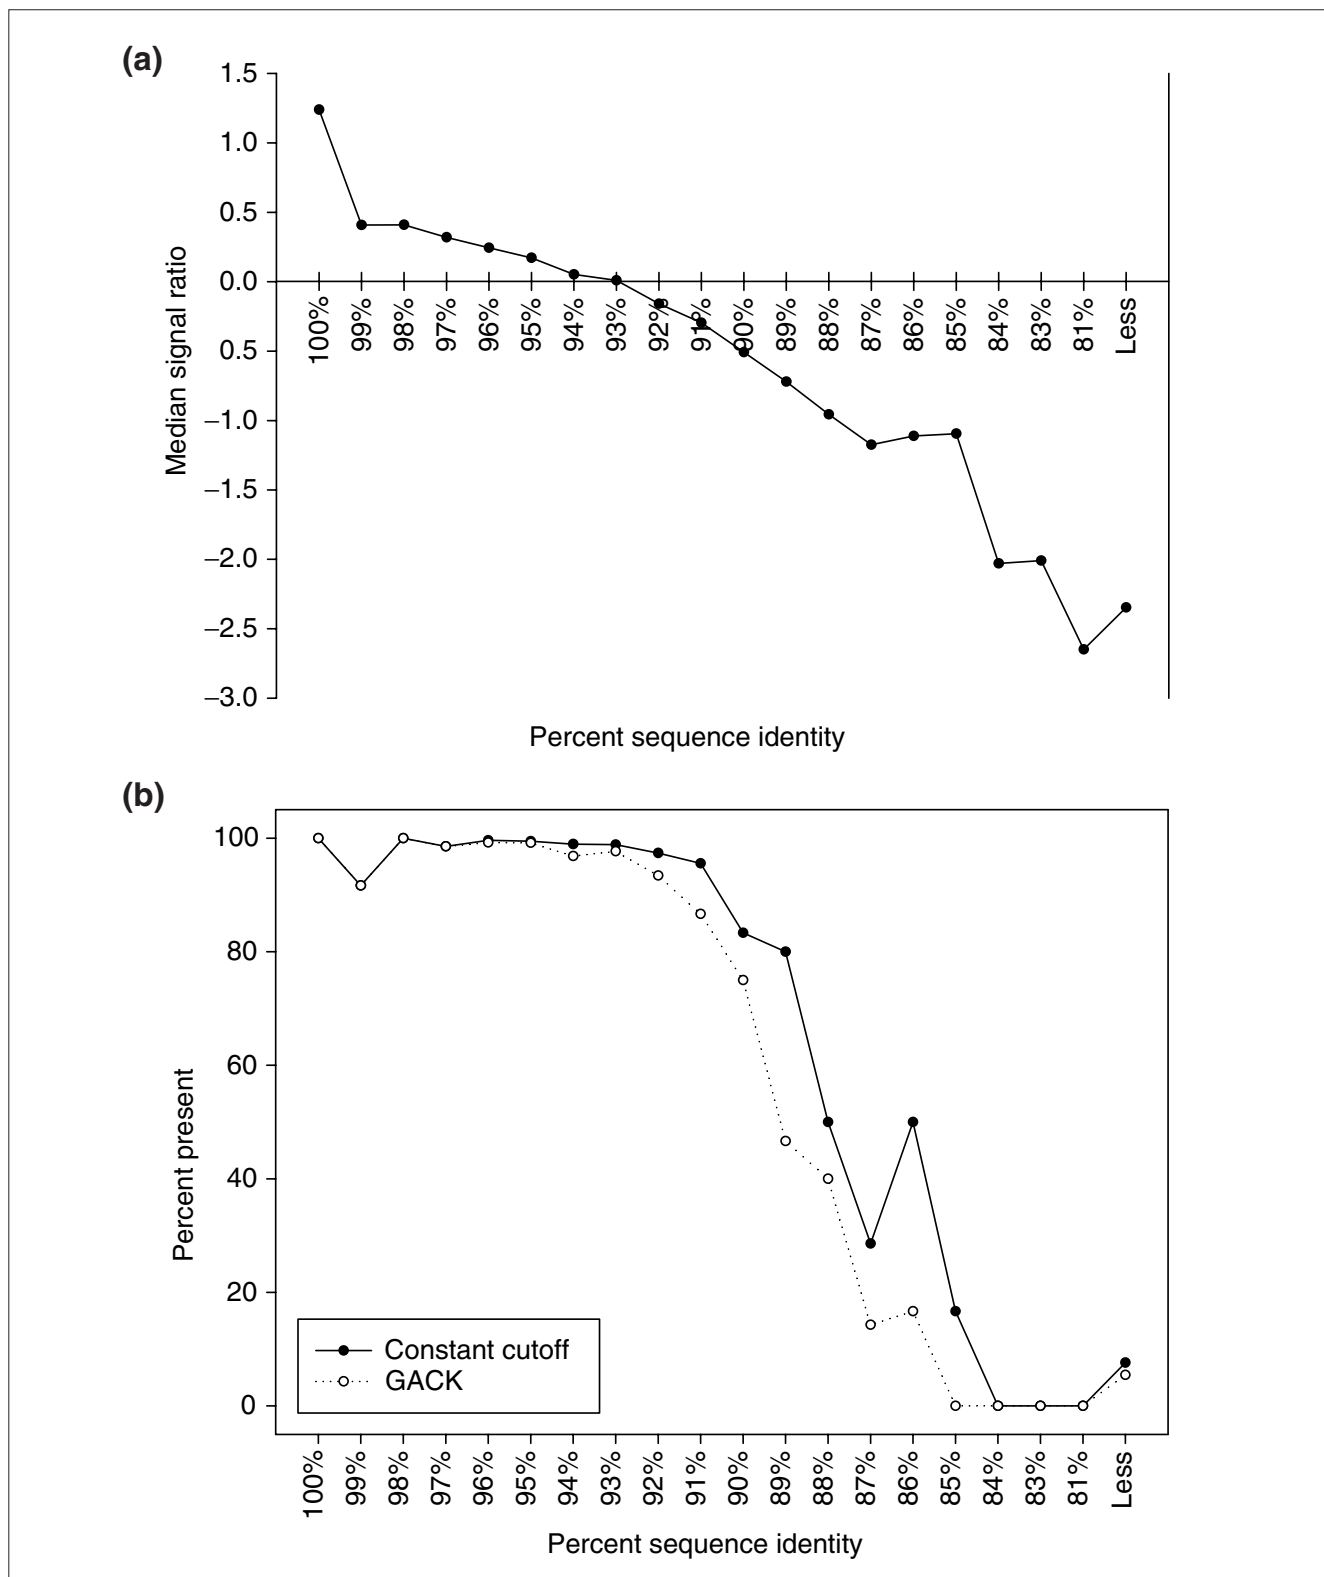 (a)
1.5
1.0
0.5
0.0
0.5
−1.0
−1.5
−2.0
−2.5
−3.0
Median signal ratio
100% 99% 98% 97% 96% 95% 94% 93% 92% 91% 90% 89% 88% 87% 86% 85% 84% 83% 81% Less
Percent sequence identity
(b)
100
80
60
40
20
0
Percent present
Constant cutoff
GACK
100% 99% 98% 97% 96% 95% 94% 93% 92% 91% 90% 89% 88% 87% 86% 85% 84% 83% 81% Less
Percent sequence identity